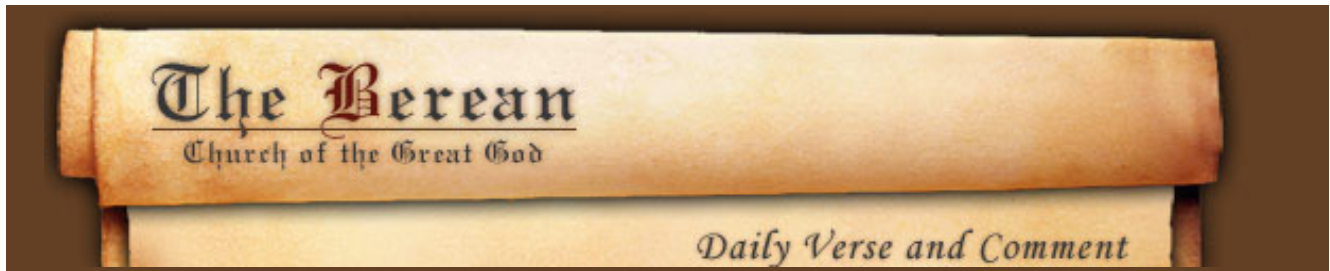 The Berean
Church of the Great God
Daily Verse and Comment